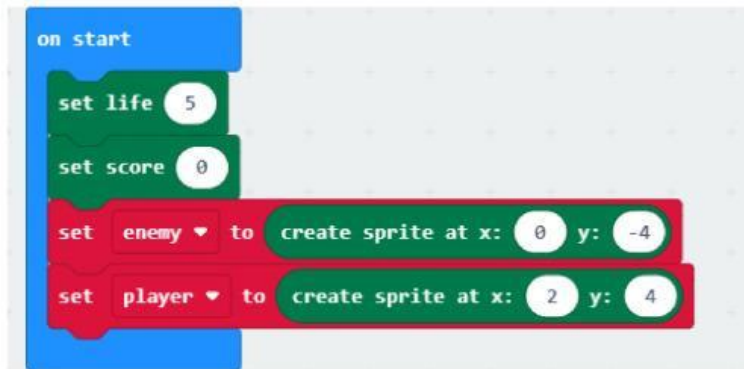 on start
set life 5
set score 0
set enemy to create sprite at x: 0 y: -4
set player to create sprite at x: 2 y: 4